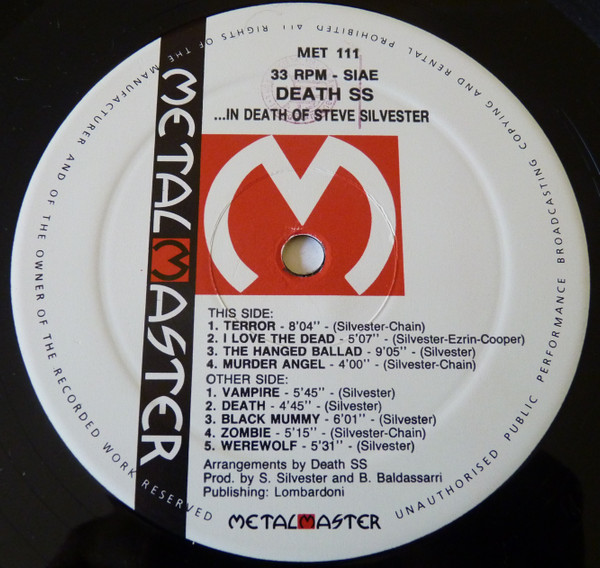 MET 111
33 RPM - SIAE
DEATH SS
...IN DEATH OF STEVE SILVESTER
METALMASTER
THIS SIDE:
1. TERROR - 8'04'' - (Silvester-Chain)
2. I LOVE THE DEAD - 5'07'' - (Silvester-Ezrin-Cooper)
3. THE HANGED BALLAD - 9'05'' - (Silvester)
4. MURDER ANGEL - 4'00'' - (Silvester-Chain)
OTHER SIDE:
1. VAMPIRE - 5'45'' - (Silvester)
2. DEATH - 4'45'' - (Silvester)
3. BLACK MUMMY - 6'01'' - (Silvester)
4. ZOMBIE - 5'15'' - (Silvester-Chain)
5. WEREWOLF - 5'31'' - (Silvester)
Arrangements by Death SS
Prod. by S. Silvester and B. Baldassarri
Publishing: Lombardoni
METALMASTER
ALL RIGHTS OF THE MANUFACTURER AND OF THE OWNER OF THE RECORDED WORK RESERVED
UNAUTHORISED PUBLIC PERFORMANCE BROADCASTING COPYING AND RENTAL PROHIBITED